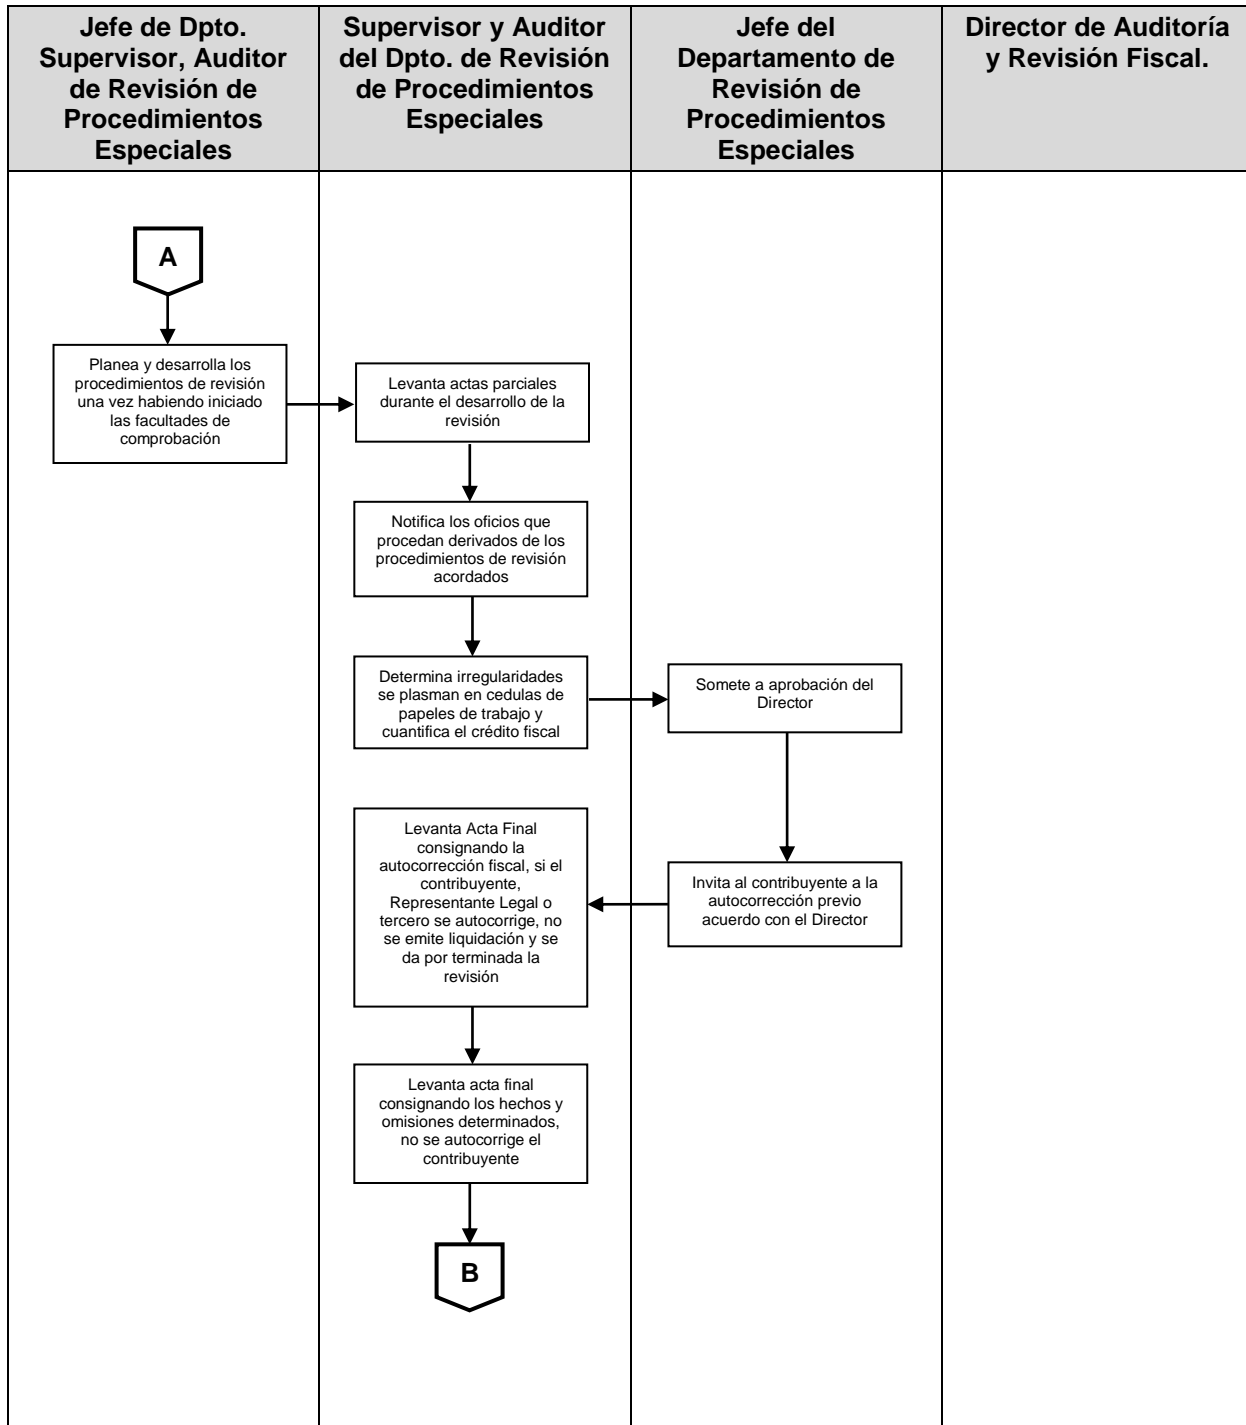 Jefe de Dpto.
Supervisor, Auditor
de Revisión de
Procedimientos
Especiales
Supervisor y Auditor
del Dpto. de Revisión
de Procedimientos
Especiales
Jefe del
Departamento de
Revisión de
Procedimientos
Especiales
Director de Auditoría
y Revisión Fiscal.
A
Planea y desarrolla los
procedimientos de revisión
una vez habiendo iniciado
las facultades de
comprobación
Levanta actas parciales
durante el desarrollo de la
revisión
Notifica los oficios que
procedan derivados de los
procedimientos de revisión
acordados
Determina irregularidades
se plasman en cedulas de
papeles de trabajo y
cuantifica el crédito fiscal
Somete a aprobación del
Director
Invita al contribuyente a la
autocorrección previo
acuerdo con el Director
Levanta Acta Final
consignando la
autocorrección fiscal, si el
contribuyente,
Representante Legal o
tercero se autocorrige, no
se emite liquidación y se
da por terminada la
revisión
Levanta acta final
consignando los hechos y
omisiones determinados,
no se autocorrige el
contribuyente
B